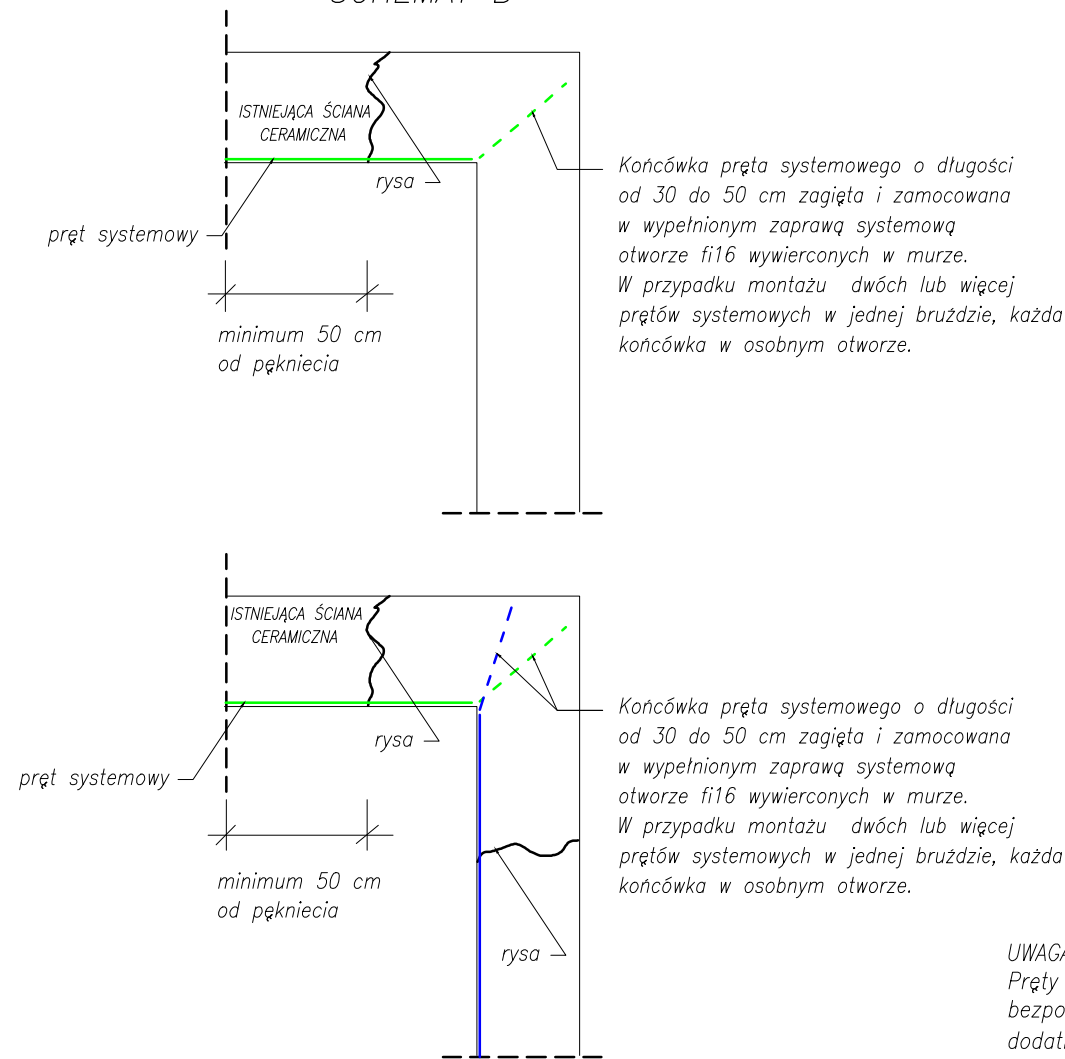 ISTNIEJĄCA ŚCIANA
CERAMICZNA
rysa
pręt systemowy
minimum 50 cm
od pękniecia
Końcówka pręta systemowego o długości
od 30 do 50 cm zagięta i zamocowana
w wypełnionym zaprawą systemową
otworze fi16 wywierconych w murze.
W przypadku montażu dwóch lub więcej
prętów systemowych w jednej bruździe, każda
końcówka w osobnym otworze.
ISTNIEJĄCA ŚCIANA
CERAMICZNA
rysa
pręt systemowy
minimum 50 cm
od pękniecia
Końcówka pręta systemowego o długości
od 30 do 50 cm zagięta i zamocowana
w wypełnionym zaprawą systemową
otworze fi16 wywierconych w murze.
W przypadku montażu dwóch lub więcej
prętów systemowych w jednej bruździe, każda
końcówka w osobnym otworze.
rysa
UWAGA
Pręty
bezpo
dodat